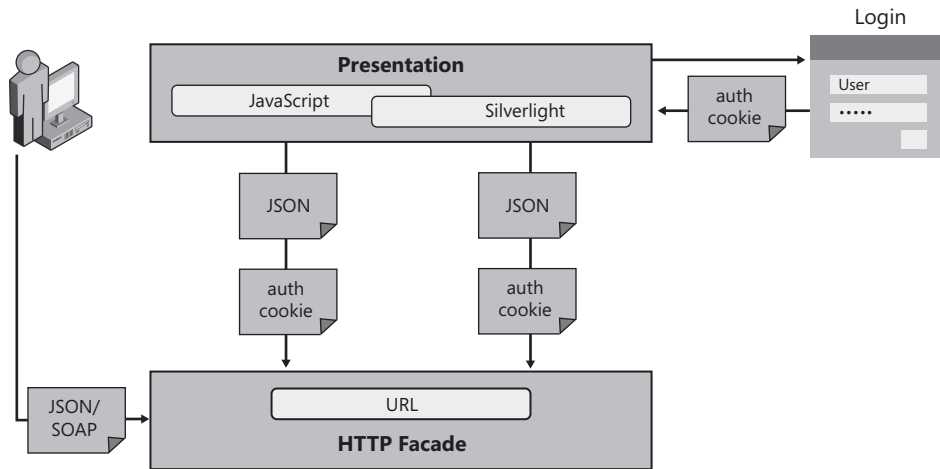 Login
Presentation
JavaScript
Silverlight
auth
cookie
User
•••••
JSON
JSON
auth
cookie
auth
cookie
JSON/
SOAP
URL
HTTP Facade